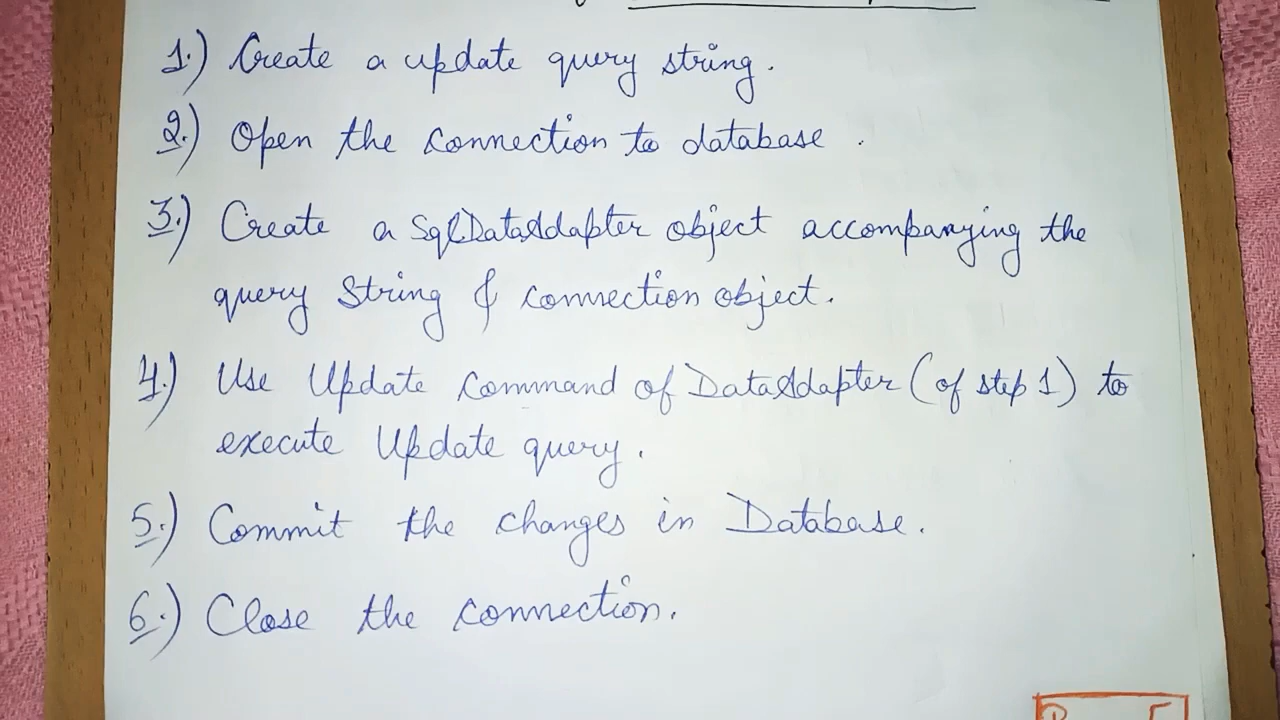 1.) Create a update query string.
2.) Open the connection to database.
3.) Create a SqlDataAdapter object accompanying the
query String & connection object.
4.) Use Update Command of DataAdapter (of step 1) to
execute Update query.
5.) Commit the changes in Database.
6.) Close the connection.